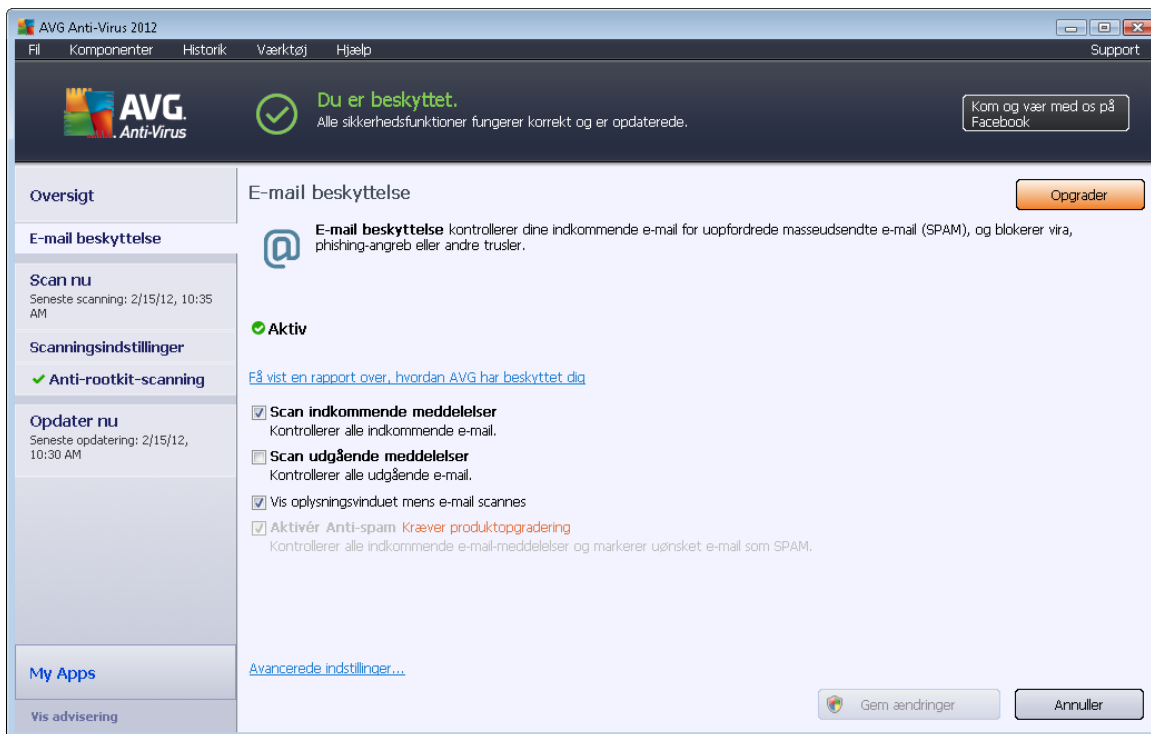 AVG Anti-Virus 2012
Fil Komponenter Historik Værktøj Hjælp Support
AVG.
Anti-Virus
Du er beskyttet.
Alle sikkerhedsfunktioner fungerer korrekt og er opdaterede.
Kom og vær med os på
Facebook
Oversigt
E-mail beskyttelse
Scan nu
Seneste scanning: 2/15/12, 10:35
AM
Scanningsindstillinger
Anti-rootkit-scanning
Opdater nu
Seneste opdatering: 2/15/12,
10:30 AM
My Apps
Vis advisering
E-mail beskyttelse
Opgrader
E-mail beskyttelse kontrollerer dine indkommende e-mail for uopfordrede masseudsendte e-mail (SPAM), og blokerer vira,
phishing-angreb eller andre trusler.
Aktiv
Få vist en rapport over, hvordan AVG har beskyttet dig
Scan indkommende meddelelser
Kontrollerer alle indkommende e-mail.
Scan udgående meddelelser
Kontrollerer alle udgående e-mail.
Vis oplysningsvinduet mens e-mail scannes
Aktivér Anti-spam Kræver produktopgradering
Kontrollerer alle indkommende e-mail-meddelelser og markerer uønsket e-mail som SPAM.
Avancerede indstillinger...
Gem ændringer
Annuller